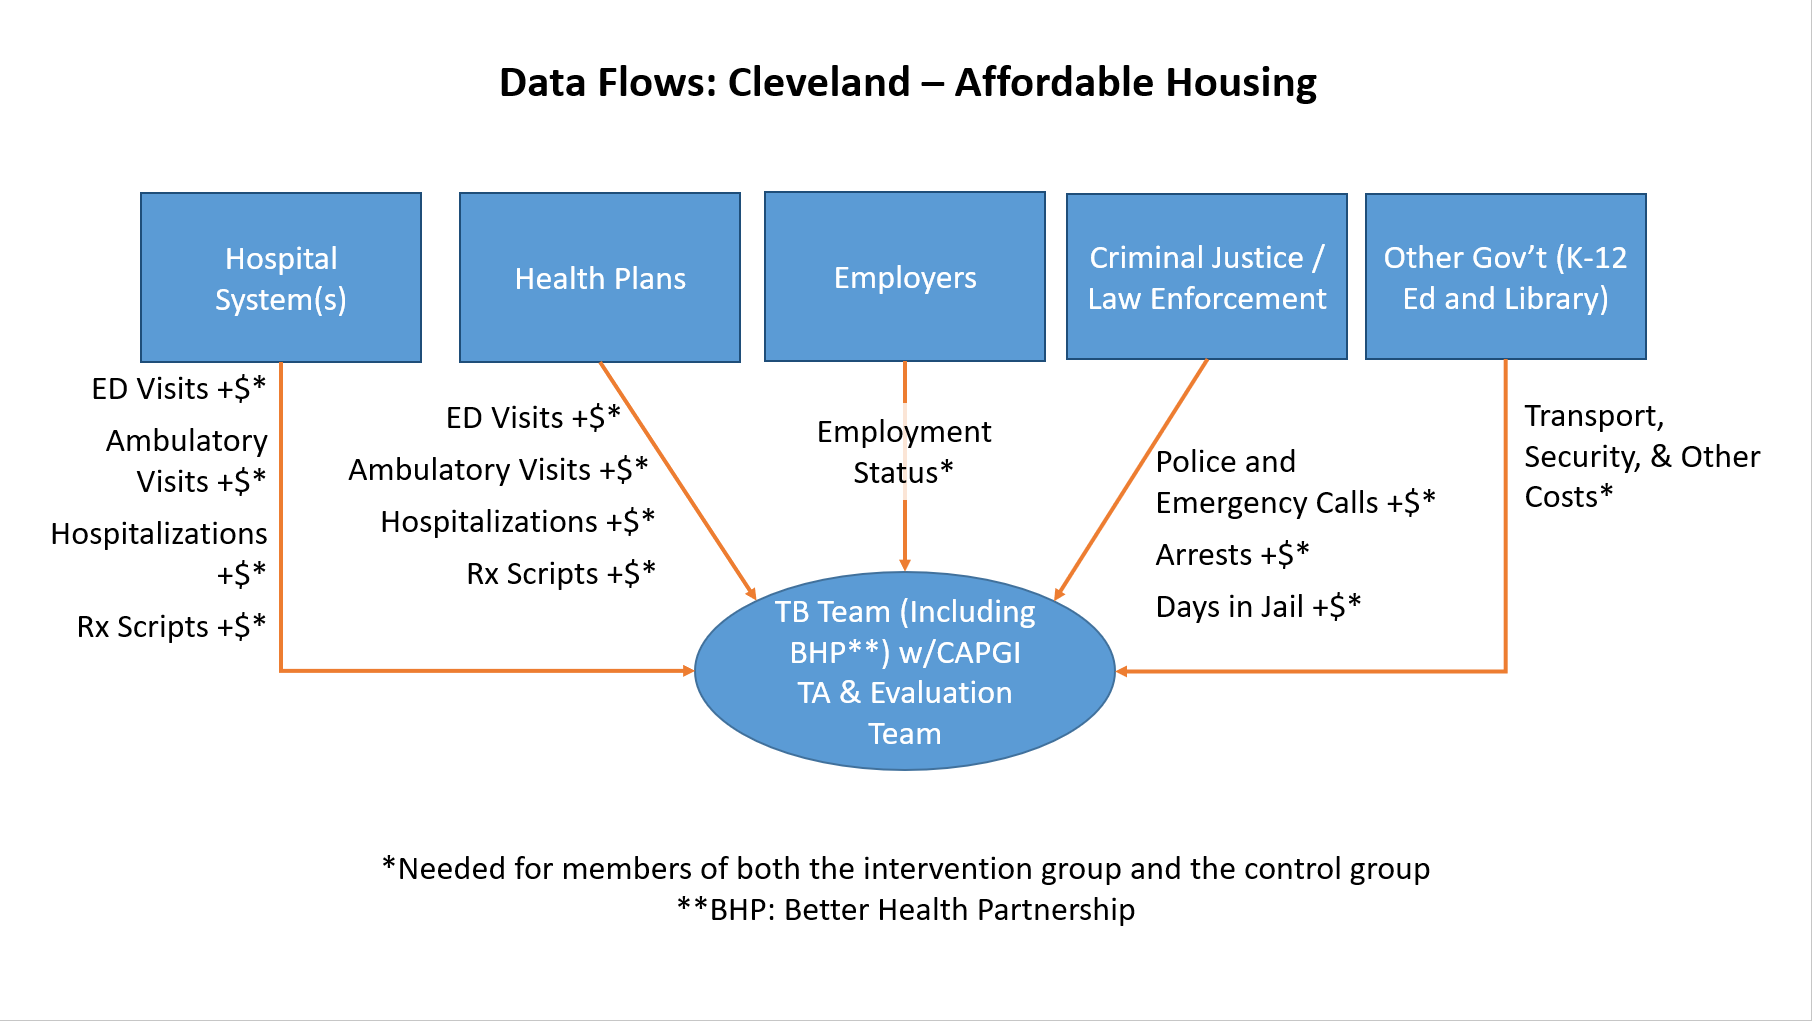 Data Flows: Cleveland – Affordable Housing
Hospital
System(s)
Health Plans
Employers
Criminal Justice /
Law Enforcement
Other Gov’t (K-12
Ed and Library)
ED Visits +$*
Ambulatory
Visits +$*
Hospitalizations
+$*
Rx Scripts +$*
ED Visits +$*
Ambulatory Visits +$*
Hospitalizations +$*
Rx Scripts +$*
Employment
Status*
Police and
Emergency Calls +$*
Arrests +$*
Days in Jail +$*
Transport,
Security, & Other
Costs*
TB Team (Including
BHP**) w/CAPGI
TA & Evaluation
Team
*Needed for members of both the intervention group and the control group
**BHP: Better Health Partnership